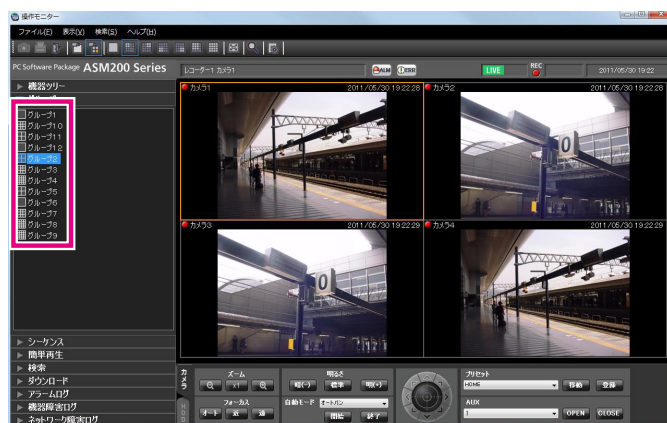 操作モニター
ファイル(F) 表示(V) 検索(S) ヘルプ(H)
PC Software Package ASM200 Series
レコーダー1 カメラ1
ALM
ERR
LIVE
REC
2011/05/30 19:22
機器ツリー
グループ1
グループ10
グループ11
グループ12
グループ2
グループ3
グループ4
グループ5
グループ6
グループ7
グループ8
グループ9
シーケンス
簡単再生
検索
ダウンロード
アラームログ
機器障害ログ
ネットワーク障害ログ
カメラ1 2011/05/30 19:22:28
カメラ2 2011/05/30 19:22:28
0
カメラ3 2011/05/30 19:22:29
0
カメラ4 2011/05/30 19:22:29
カメラ
ズーム
x1
フォーカス
オート 近 遠
明るさ
暗(-) 標準 明(+)
自動モード オートパン
開始 終了
プリセット
HOME 移動 登録
AUX
1 OPEN CLOSE